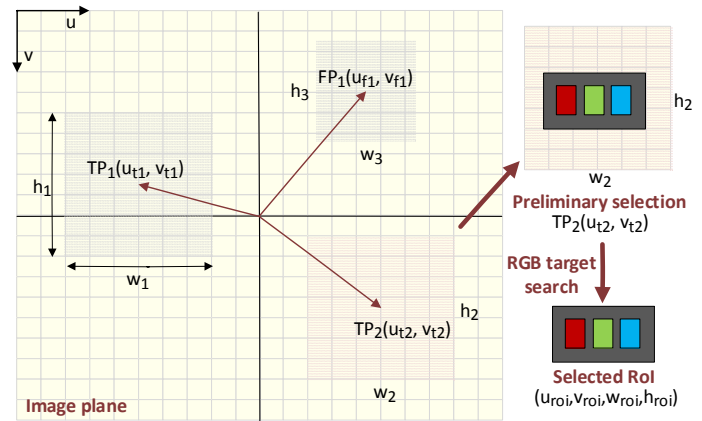 u
v
FP1(uf1, vf1)
h3
w3
TP1(ut1, vt1)
h1
w1
TP2(ut2, vt2)
h2
w2
Image plane
h2
w2
Preliminary selection
TP2(ut2, vt2)
RGB target
search
Selected RoI
(uroi,vroi,wroi,hroi)